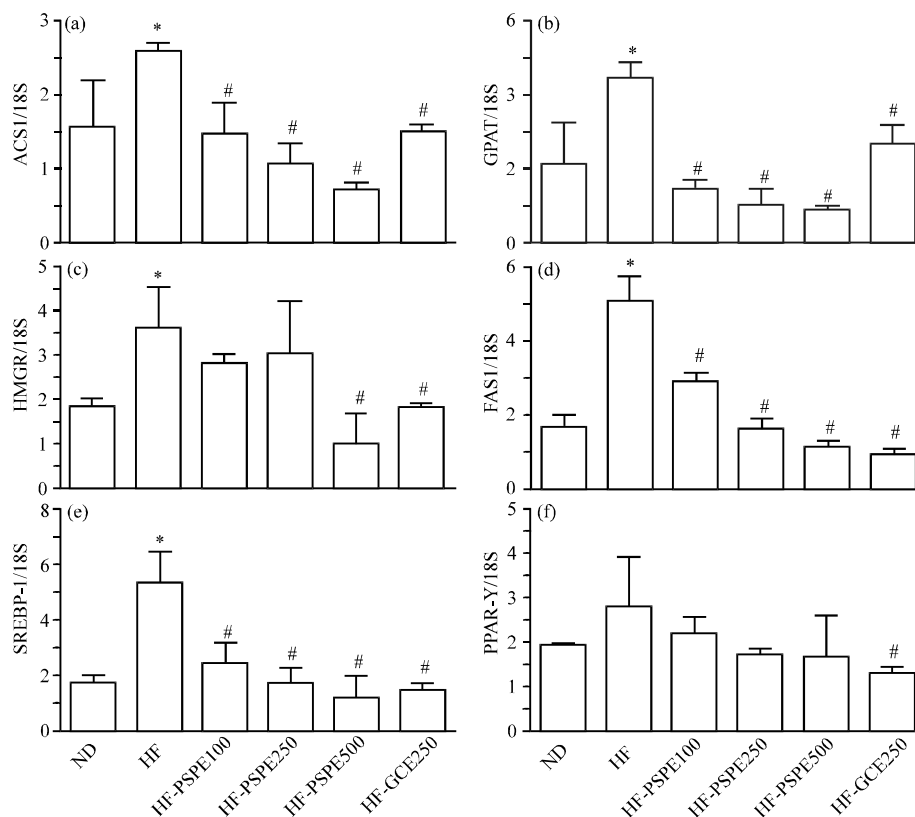 (a)
ACS1/18S
3
2
1
0
*
#
#
#
#
(b)
GPAT/18S
6
3
2
0
*
#
#
#
#
(c)
HMGR/18S
5
4
3
2
1
0
*
#
#
(d)
FAS1/18S
6
4
2
0
*
#
#
#
#
(e)
SREBP-1/18S
8
6
4
2
0
*
#
#
#
#
ND
HF
HF-PSPE100
HF-PSPE250
HF-PSPE500
HF-GCE250
(f)
PPAR-Y/18S
5
4
3
2
1
0
#
ND
HF
HF-PSPE100
HF-PSPE250
HF-PSPE500
HF-GCE250